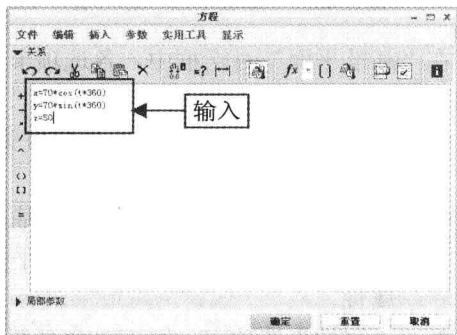 方程
文件 编辑 插入 参数 实用工具 显示
关系
x=70*cos(t*360)
y=70*sin(t*360)
z=50
输入
局部参数
确定 重置 取消